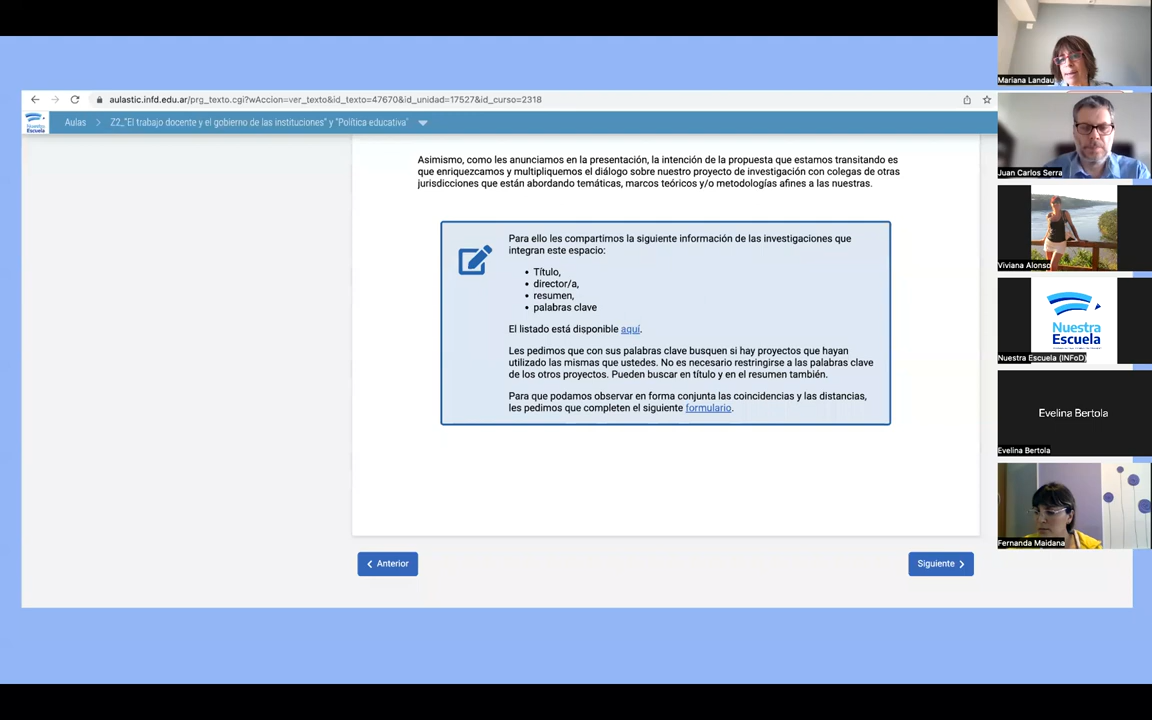 aulastic.infd.edu.ar/prg_texto.cgi?wAccion=ver_texto&id_texto=47670&id_unidad=17527&id_curso=2318
Nuestra
Escuela
Aulas > Z2_"El trabajo docente y el gobierno de las instituciones" y "Política educativa"
Asimismo, como les anunciamos en la presentación, la intención de la propuesta que estamos transitando es
que enriquezcamos y multipliquemos el diálogo sobre nuestro proyecto de investigación con colegas de otras
jurisdicciones que están abordando temáticas, marcos teóricos y/o metodologías afines a las nuestras.
Para ello les compartimos la siguiente información de las investigaciones que
integran este espacio:
• Título,
• director/a,
• resumen,
• palabras clave
El listado está disponible aquí.
Les pedimos que con sus palabras clave busquen si hay proyectos que hayan
utilizado las mismas que ustedes. No es necesario restringirse a las palabras clave
de los otros proyectos. Pueden buscar en título y en el resumen también.
Para que podamos observar en forma conjunta las coincidencias y las distancias,
les pedimos que completen el siguiente formulario.
Anterior
Siguiente
Mariana Landau
Juan Carlos Serra
Viviana Alonso
Nuestra
Escuela
Nuestra Escuela (INFoD)
Evelina Bertola
Evelina Bertola
Fernanda Maidana